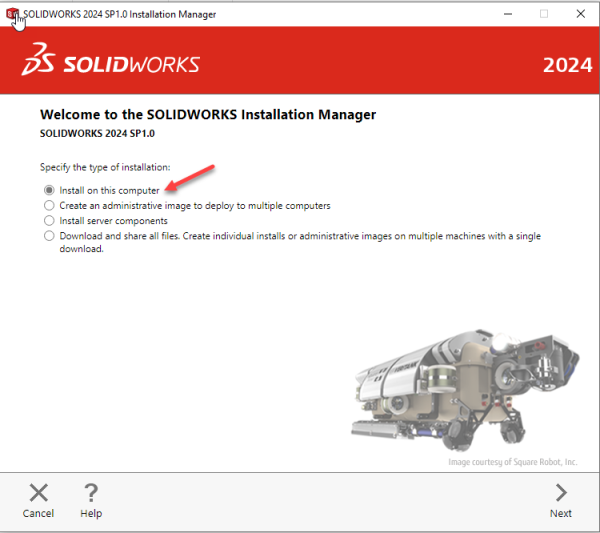 SOLIDWORKS 2024 SP1.0 Installation Manager
SOLIDWORKS
2024
Welcome to the SOLIDWORKS Installation Manager
SOLIDWORKS 2024 SP1.0
Specify the type of installation:
Install on this computer
Create an administrative image to deploy to multiple computers
Install server components
Download and share all files. Create individual installs or administrative images on multiple machines with a single
download.
Image courtesy of Square Robot, Inc.
Cancel
Help
Next